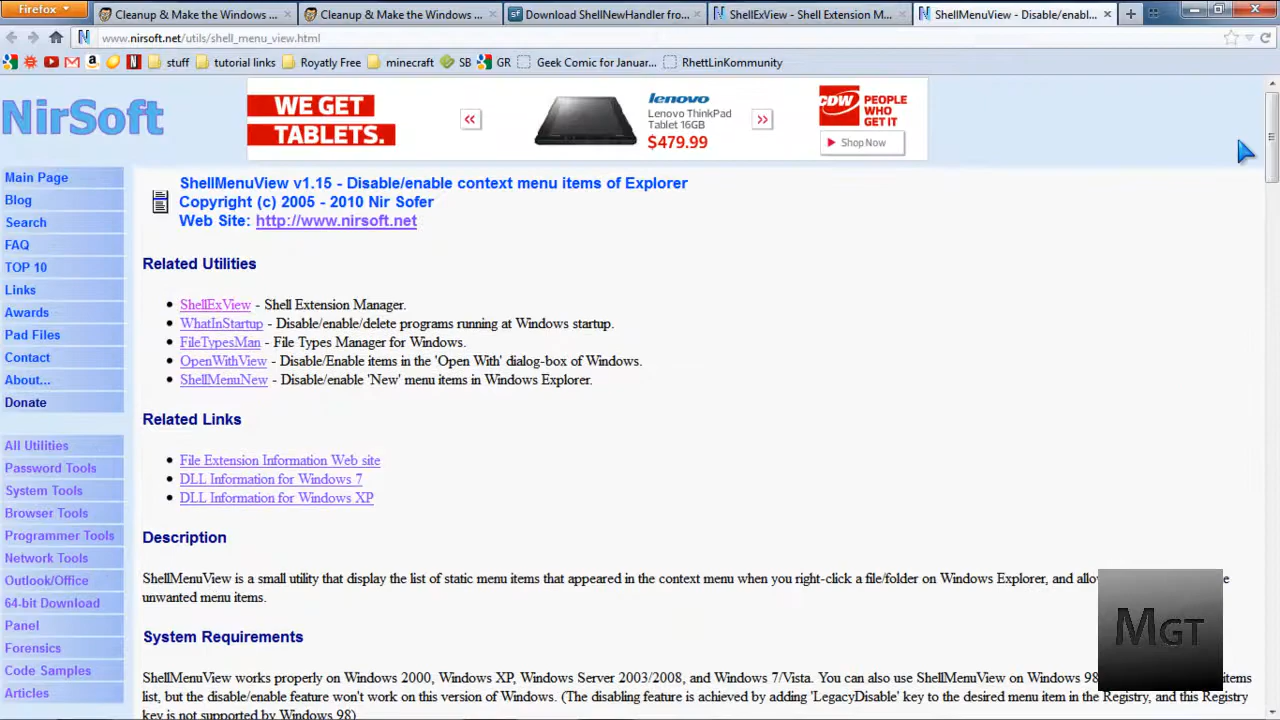 Firefox
Cleanup & Make the Windows ...
Cleanup & Make the Windows ...
Download ShellNewHandler fro...
ShellExView - Shell Extension M...
ShellMenuView - Disable/enabl...
www.nirsoft.net/utils/shell_menu_view.html
stuff
tutorial links
Royatly Free
minecraft
SB
GR
Geek Comic for Januar...
RhettLinKommunity
NirSoft
WE GET
TABLETS.
lenovo
Lenovo ThinkPad
Tablet 16GB
$479.99
CDW
PEOPLE
WHO
GET IT
Shop Now
Main Page
Blog
Search
FAQ
TOP 10
Links
Awards
Pad Files
Contact
About...
Donate
All Utilities
Password Tools
System Tools
Browser Tools
Programmer Tools
Network Tools
Outlook/Office
64-bit Download
Panel
Forensics
Code Samples
Articles
ShellMenuView v1.15 - Disable/enable context menu items of Explorer
Copyright (c) 2005 - 2010 Nir Sofer
Web Site: http://www.nirsoft.net
Related Utilities
ShellExView - Shell Extension Manager.
WhatInStartup - Disable/enable/delete programs running at Windows startup.
FileTypesMan - File Types Manager for Windows.
OpenWithView - Disable/Enable items in the 'Open With' dialog-box of Windows.
ShellMenuNew - Disable/enable 'New' menu items in Windows Explorer.
Related Links
File Extension Information Web site
DLL Information for Windows 7
DLL Information for Windows XP
Description
ShellMenuView is a small utility that display the list of static menu items that appeared in the context menu when you right-click a file/folder on Windows Explorer, and allo e
unwanted menu items.
System Requirements
ShellMenuView works properly on Windows 2000, Windows XP, Windows Server 2003/2008, and Windows 7/Vista. You can also use ShellMenuView on Windows 98 items
list, but the disable/enable feature won't work on this version of Windows. (The disabling feature is achieved by adding 'LegacyDisable' key to the desired menu item in the Registry, and this Registry
key is not supported by Windows 98)
MGT